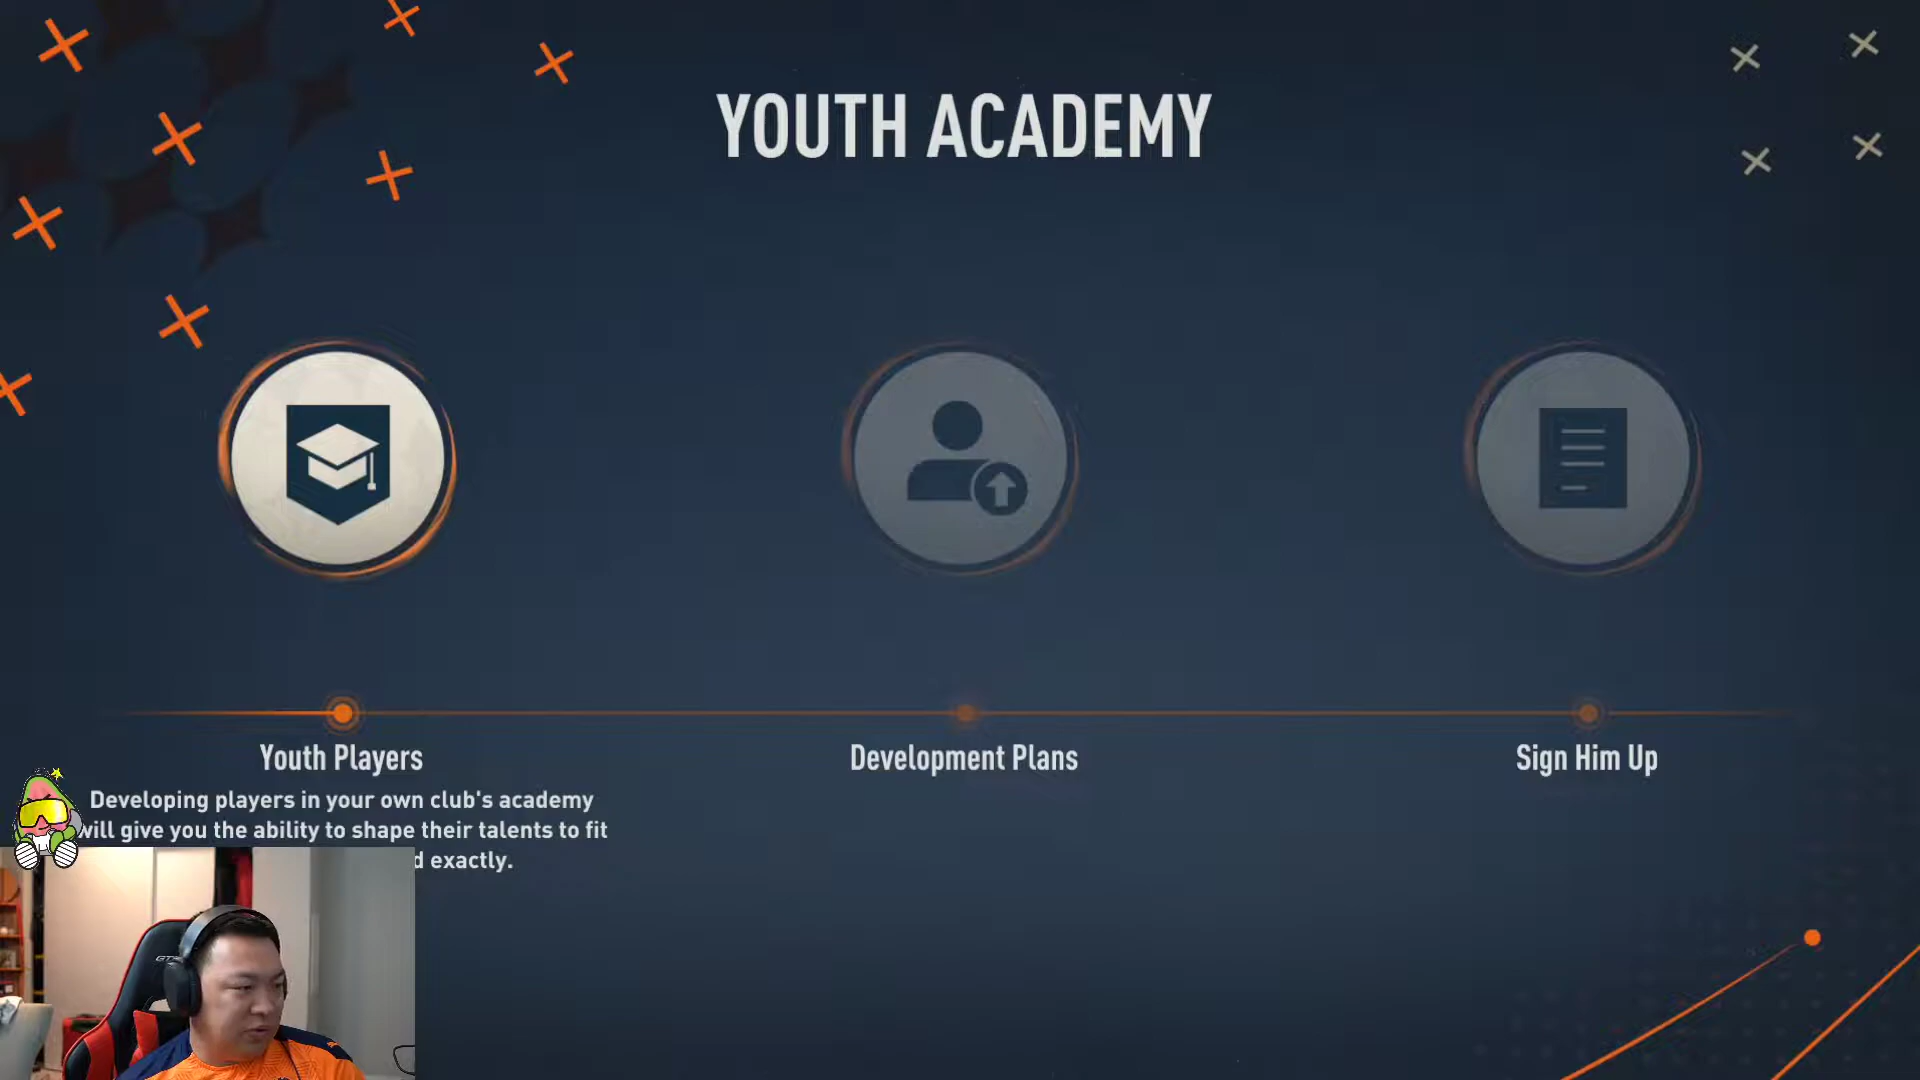 YOUTH ACADEMY
Youth Players
Development Plans
Sign Him Up
Developing players in your own club's academy
will give you the ability to shape their talents to fit
exactly.